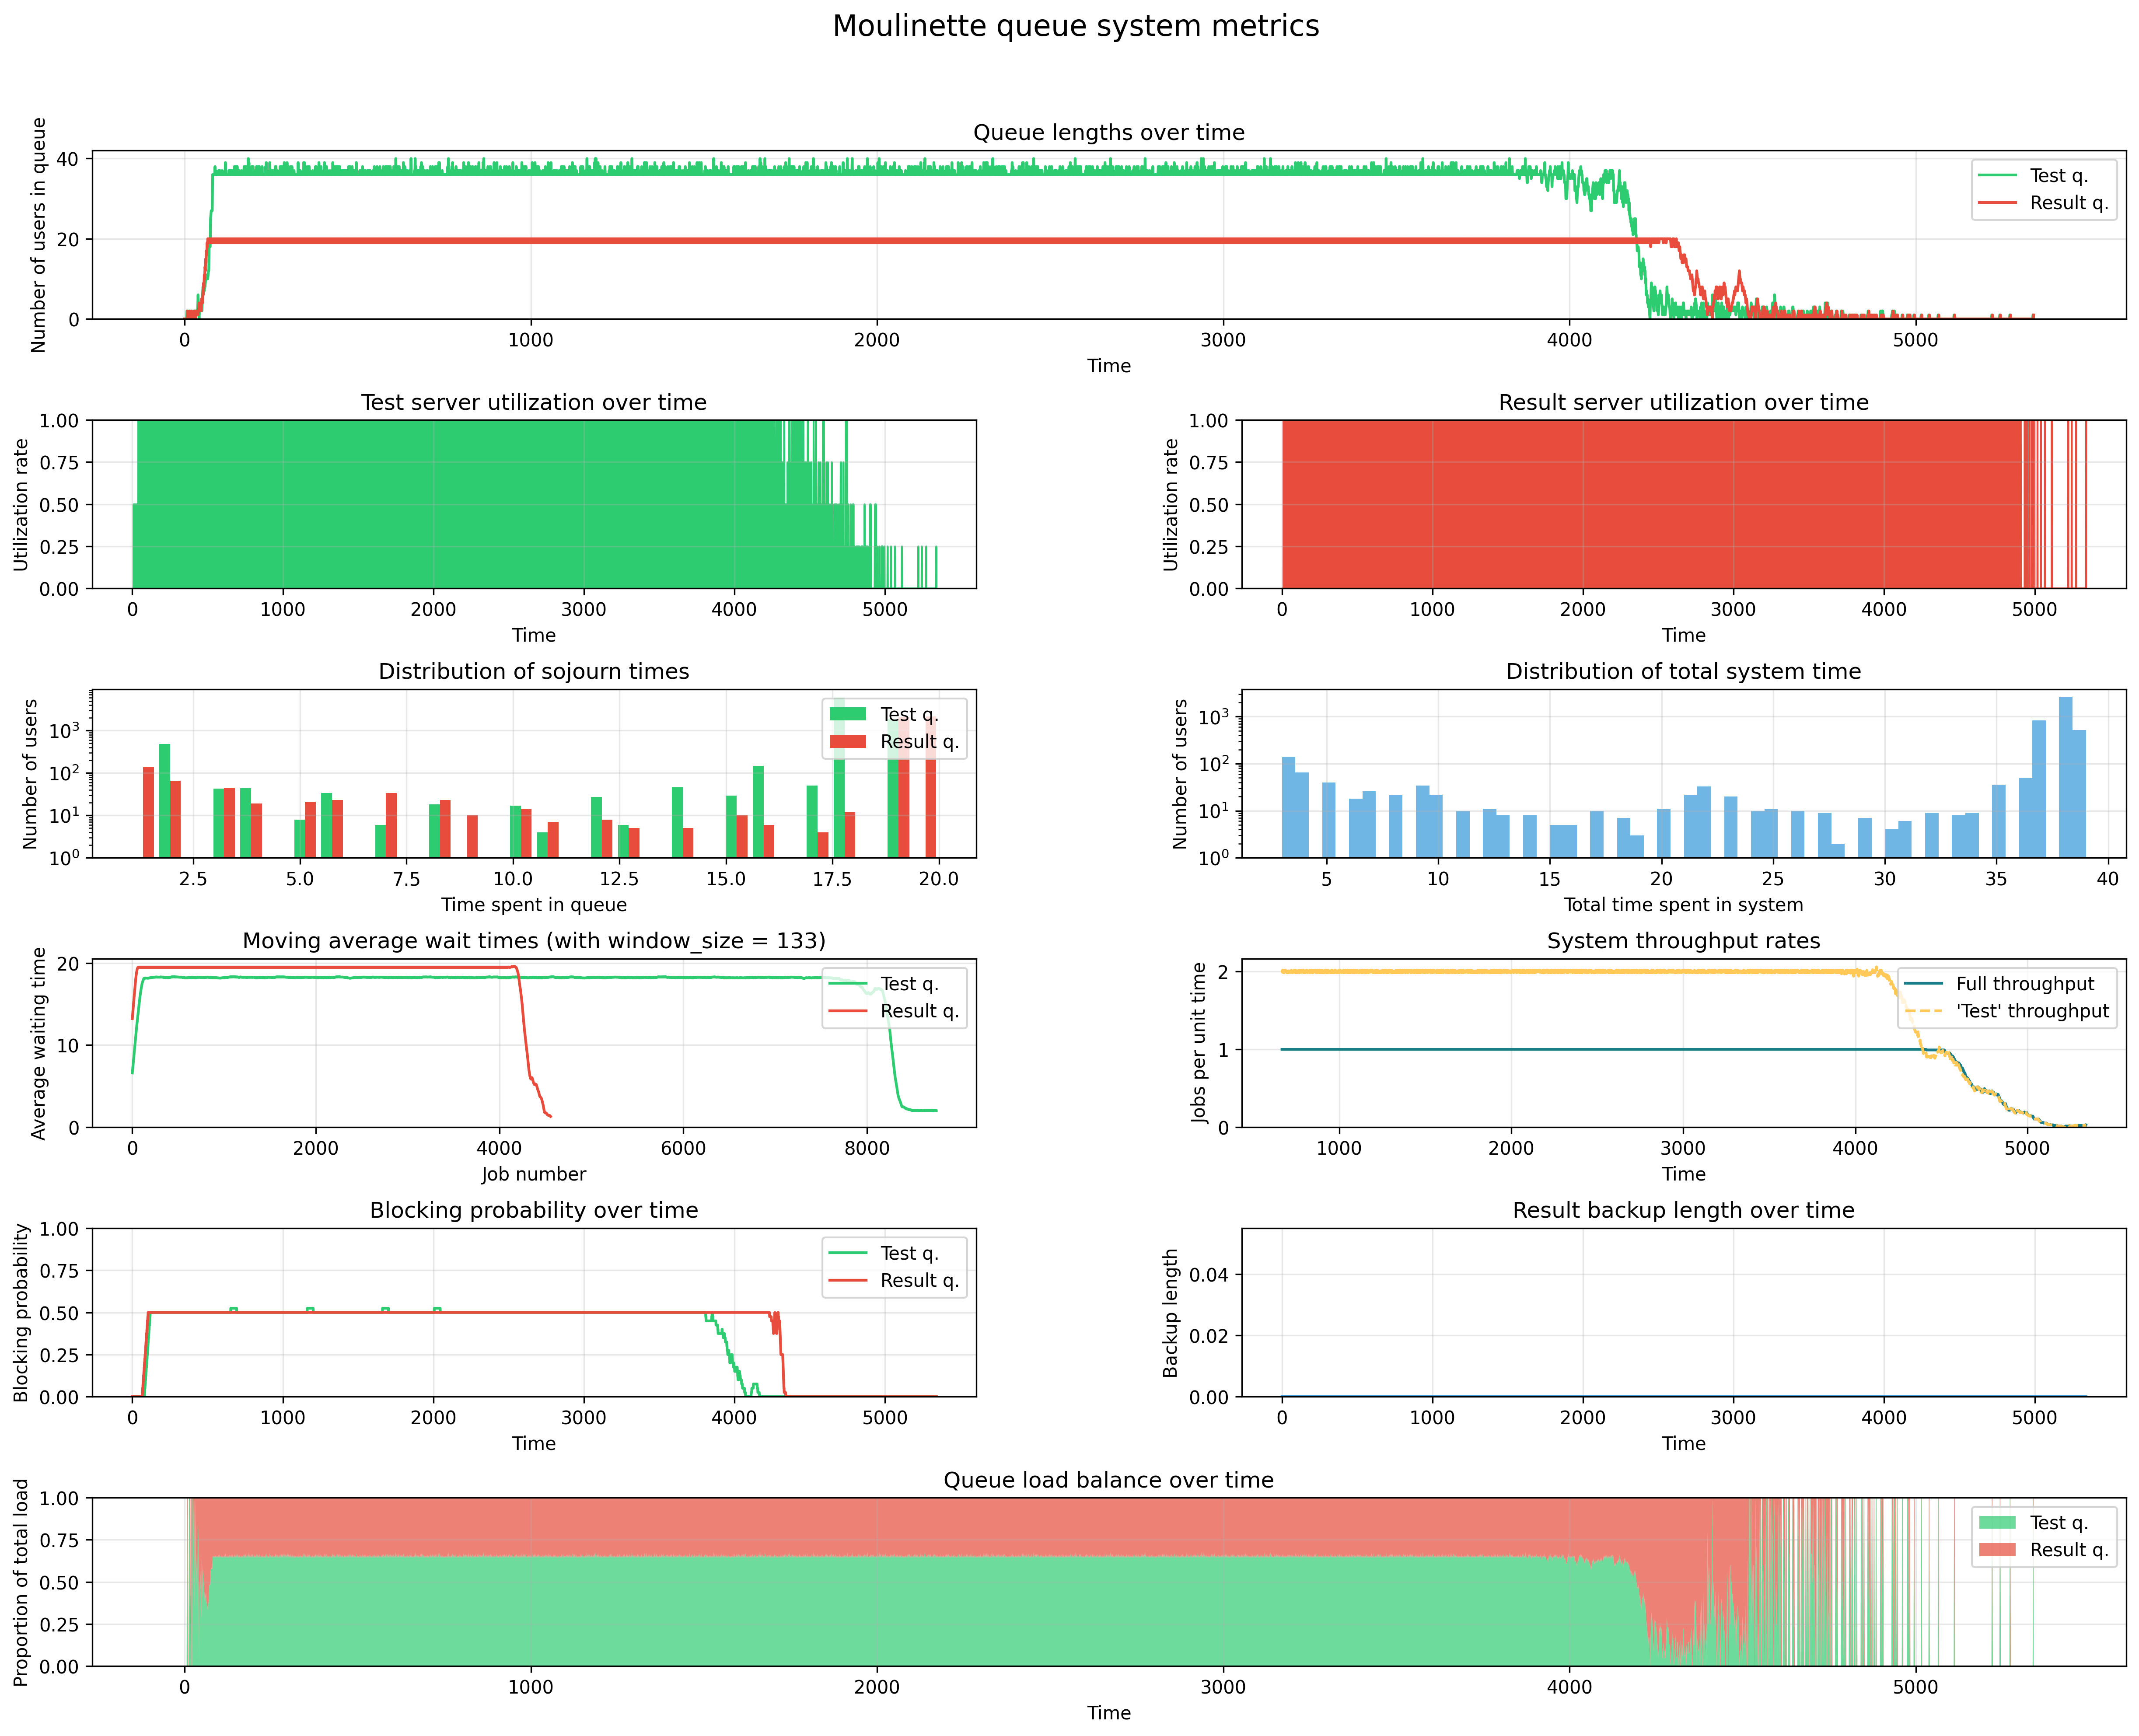 Moulinette queue system metrics
Queue lengths over time
Number of users in queue
40
20
0
Test q.
Result q.
0 1000 2000 3000 4000 5000
Time
Test server utilization over time
Utilization rate
1.00
0.75
0.50
0.25
0.00
0 1000 2000 3000 4000 5000
Time
Result server utilization over time
Utilization rate
1.00
0.75
0.50
0.25
0.00
0 1000 2000 3000 4000 5000
Time
Distribution of sojourn times
Number of users
10³
10²
10¹
10⁰
Test q.
Result q.
2.5 5.0 7.5 10.0 12.5 15.0 17.5 20.0
Time spent in queue
Distribution of total system time
Number of users
10³
10²
10¹
10⁰
5 10 15 20 25 30 35 40
Total time spent in system
Moving average wait times (with window_size = 133)
Average waiting time
20
10
0
Test q.
Result q.
0 2000 4000 6000 8000
Job number
System throughput rates
Jobs per unit time
2
1
0
Full throughput
'Test' throughput
1000 2000 3000 4000 5000
Time
Blocking probability over time
Blocking probability
1.00
0.75
0.50
0.25
0.00
Test q.
Result q.
0 1000 2000 3000 4000 5000
Time
Result backup length over time
Backup length
0.04
0.02
0.00
0 1000 2000 3000 4000 5000
Time
Queue load balance over time
Proportion of total load
1.00
0.75
0.50
0.25
0.00
Test q.
Result q.
0 1000 2000 3000 4000 5000
Time